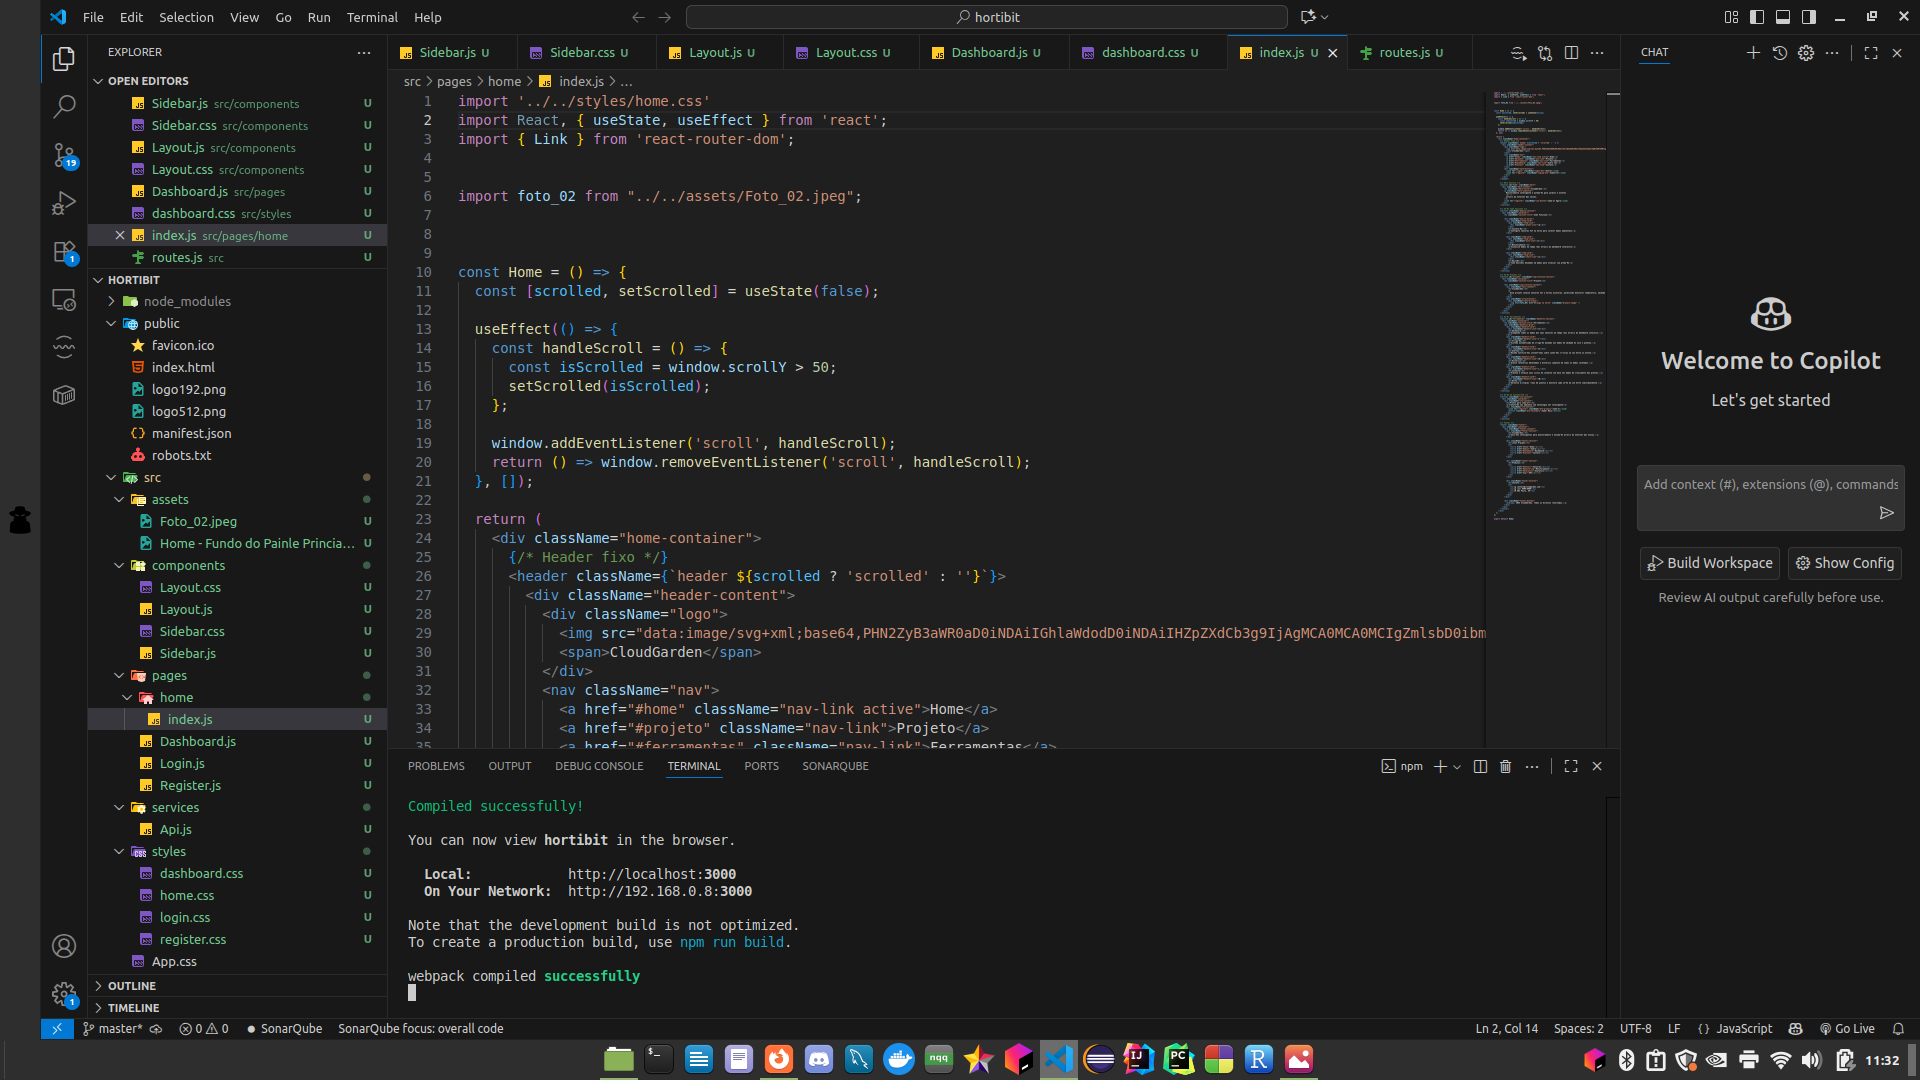 File Edit Selection View Go Run Terminal Help
hortibit
EXPLORER
OPEN EDITORS
Sidebar.js src/components U
Sidebar.css src/components U
Layout.js src/components U
Layout.css src/components U
Dashboard.js src/pages U
dashboard.css src/styles U
index.js src/pages/home U
routes.js src U
HORTIBIT
node_modules
public
favicon.ico
index.html
logo192.png
logo512.png
manifest.json
robots.txt
src
assets
Foto_02.jpeg U
Home - Fundo do Painle Princia... U
components
Layout.css U
Layout.js U
Sidebar.css U
Sidebar.js U
pages
home
index.js U
Dashboard.js U
Login.js U
Register.js U
services
Api.js U
styles
dashboard.css U
home.css U
login.css U
register.css U
App.css
OUTLINE
TIMELINE
19
1
1
Sidebar.js U Sidebar.css U Layout.js U Layout.css U Dashboard.js U dashboard.css U index.js U routes.js U
src > pages > home > index.js > ...
1 import '../../styles/home.css'
2 import React, { useState, useEffect } from 'react';
3 import { Link } from 'react-router-dom';
4
5
6 import foto_02 from "../../assets/Foto_02.jpeg";
7
8
9
10 const Home = () => {
11 const [scrolled, setScrolled] = useState(false);
12
13 useEffect(() => {
14 const handleScroll = () => {
15 const isScrolled = window.scrollY > 50;
16 setScrolled(isScrolled);
17 };
18
19 window.addEventListener('scroll', handleScroll);
20 return () => window.removeEventListener('scroll', handleScroll);
21 }, []);
22
23 return (
24 <div className="home-container">
25 {/* Header fixo */}
26 <header className={`header ${scrolled ? 'scrolled' : ''}`}>
27 <div className="header-content">
28 <div className="logo">
29 <img src="data:image/svg+xml;base64,PHN2ZyB3aWR0aD0iNDAiIGhlaWdodD0iNDAiIHZpZXdCb3g9IjAgMCA0MCA0MCIgZmlsbD0ibm
30 <span>CloudGarden</span>
31 </div>
32 <nav className="nav">
33 <a href="#home" className="nav-link active">Home</a>
34 <a href="#projeto" className="nav-link">Projeto</a>
35 <a href="#ferramentas" className="nav-link">Ferramentas</a>
PROBLEMS OUTPUT DEBUG CONSOLE TERMINAL PORTS SONARQUBE
npm
Compiled successfully!
You can now view hortibit in the browser.
Local: http://localhost:3000
On Your Network: http://192.168.0.8:3000
Note that the development build is not optimized.
To create a production build, use npm run build.
webpack compiled successfully
CHAT
Welcome to Copilot
Let's get started
Add context (#), extensions (@), commands
Build Workspace Show Config
Review AI output carefully before use.
master* 0 0 SonarQube SonarQube focus: overall code
Ln 2, Col 14 Spaces: 2 UTF-8 LF {} JavaScript Go Live
nqq IJ PC R
11:32